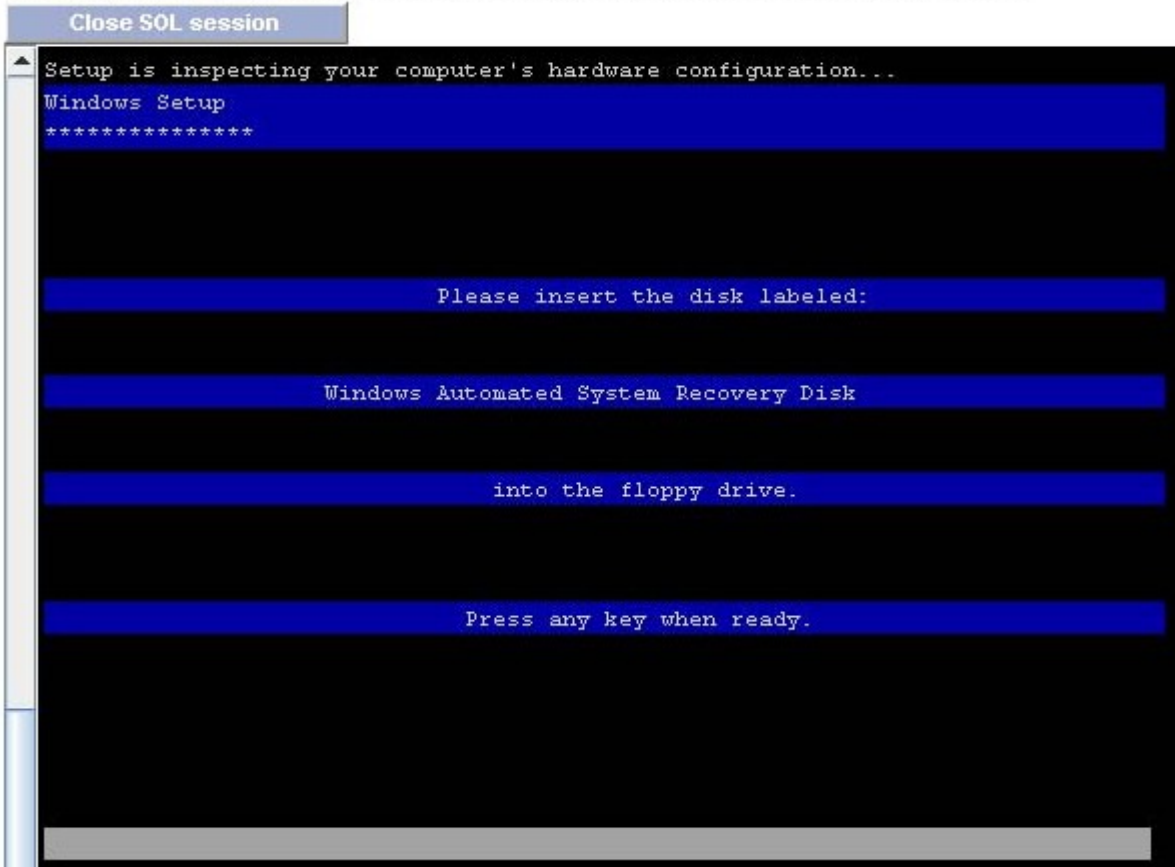 Close SOL session
Setup is inspecting your computer's hardware configuration...
Windows Setup
***************
Please insert the disk labeled:
Windows Automated System Recovery Disk
into the floppy drive.
Press any key when ready.